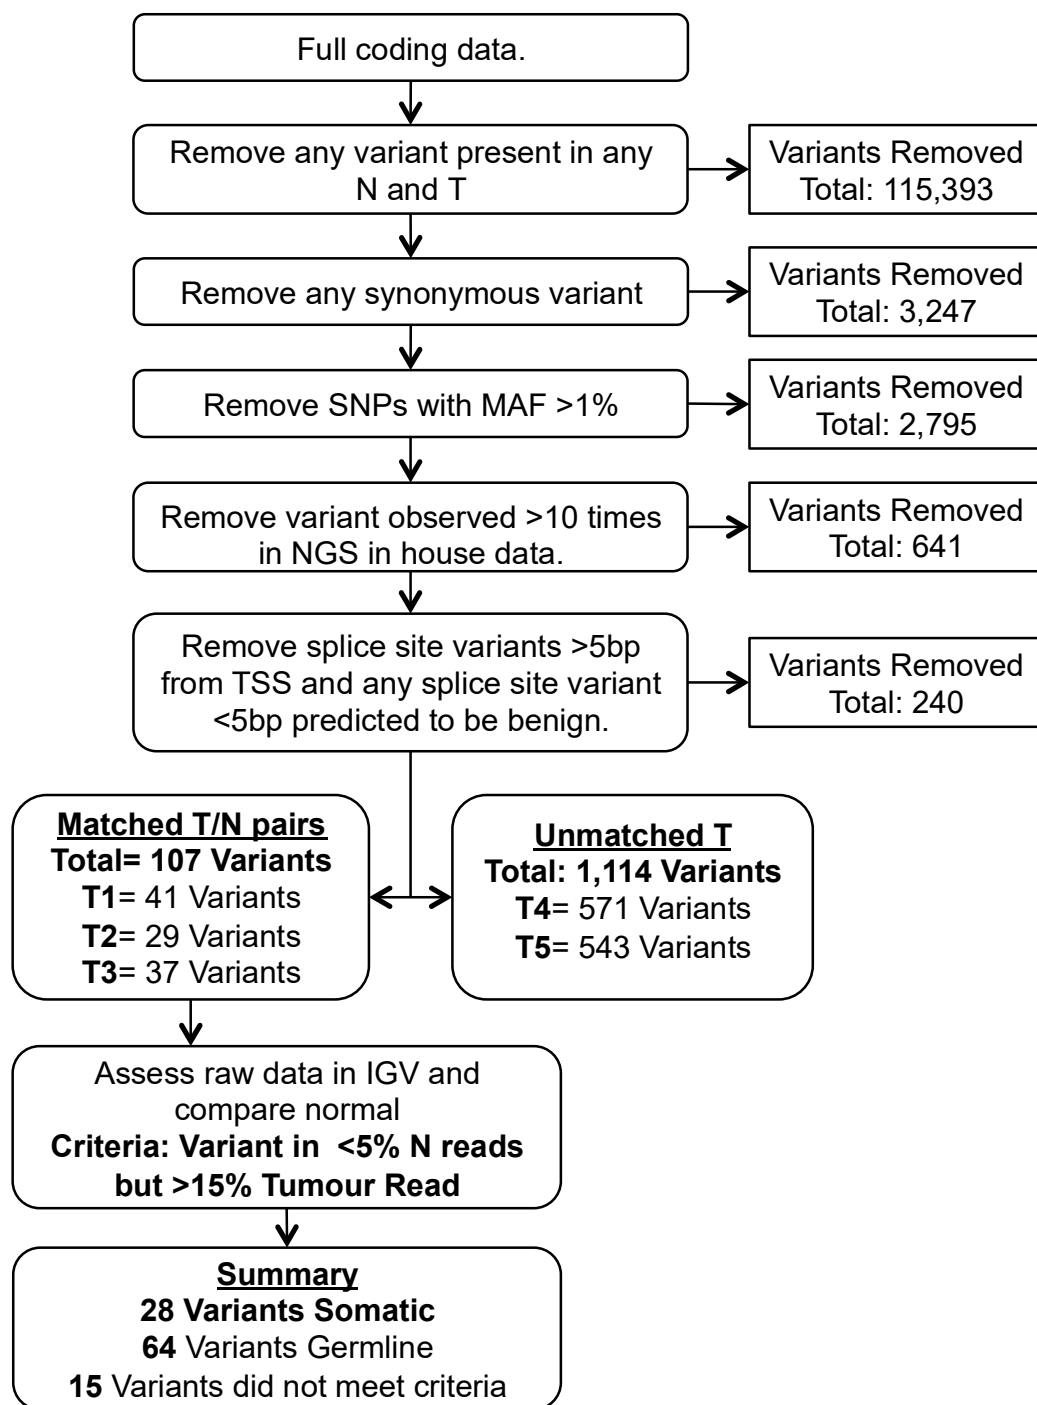 Full coding data.
Remove any variant present in any
N and T
Variants Removed
Total: 115,393
Remove any synonymous variant
Variants Removed
Total: 3,247
Remove SNPs with MAF >1%
Variants Removed
Total: 2,795
Remove variant observed >10 times
in NGS in house data.
Variants Removed
Total: 641
Remove splice site variants >5bp
from TSS and any splice site variant
<5bp predicted to be benign.
Variants Removed
Total: 240
Matched T/N pairs
Total= 107 Variants
T1= 41 Variants
T2= 29 Variants
T3= 37 Variants
Unmatched T
Total: 1,114 Variants
T4= 571 Variants
T5= 543 Variants
Assess raw data in IGV and
compare normal
Criteria: Variant in <5% N reads
but >15% Tumour Read
Summary
28 Variants Somatic
64 Variants Germline
15 Variants did not meet criteria